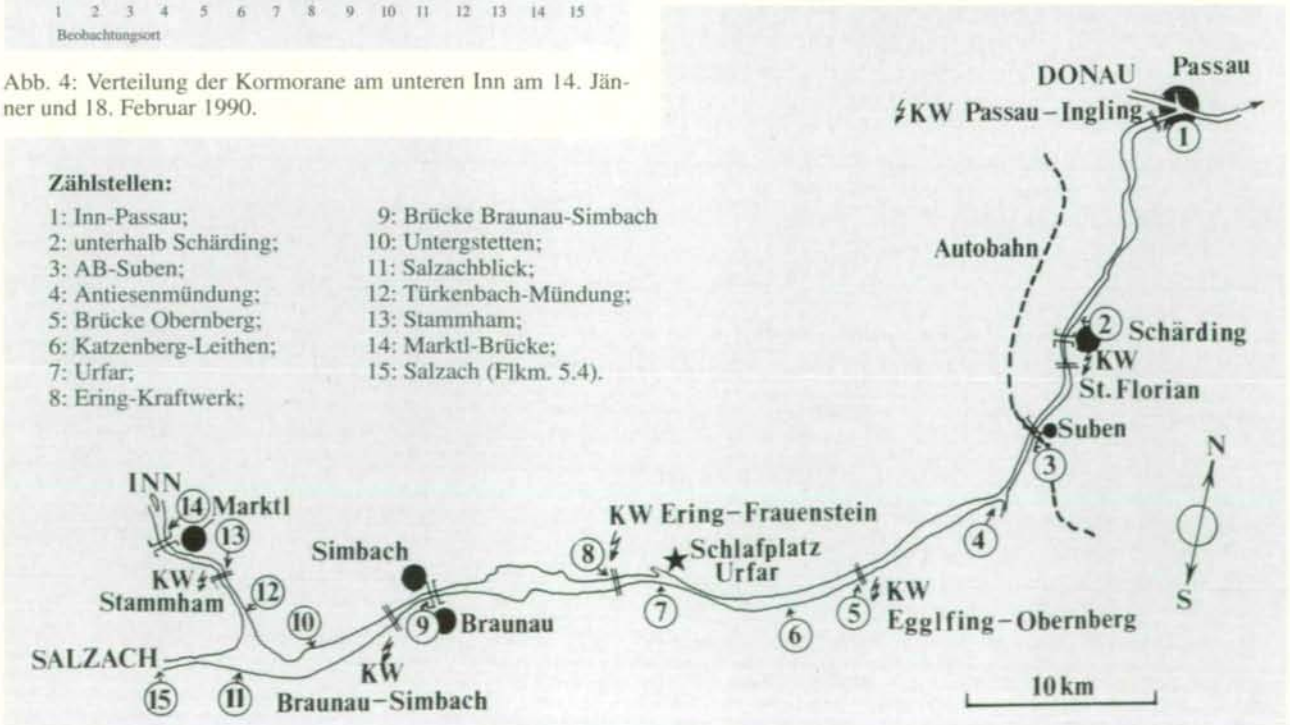 1 2 3 4 5 6 7 8 9 10 11 12 13 14 15
Beobachtungsort
Abb. 4: Verteilung der Kormorane am unteren Inn am 14. Jän-
ner und 18. Februar 1990.
Zählstellen:
1: Inn-Passau;
2: unterhalb Schärding;
3: AB-Suben;
4: Antiesenmündung;
5: Brücke Obernberg;
6: Katzenberg-Leithen;
7: Urfar;
8: Ering-Kraftwerk;
9: Brücke Braunau-Simbach
10: Untergstetten;
11: Salzachblick;
12: Türkenbach-Mündung;
13: Stammham;
14: Marktl-Brücke;
15: Salzach (Flkm. 5.4).
DONAU Passau
KW Passau-Ingling
1
Autobahn
2 Schärding
KW
St. Florian
Suben
3
N
S
INN
14 Marktl
13
KW
Stammham
12
Simbach
10
9 Braunau
SALZACH
15
11
KW
Braunau-Simbach
KW Ering-Frauenstein
8
Schlafplatz
Urfar
7
6
5
KW
Egglfing-Obernberg
4
10 km